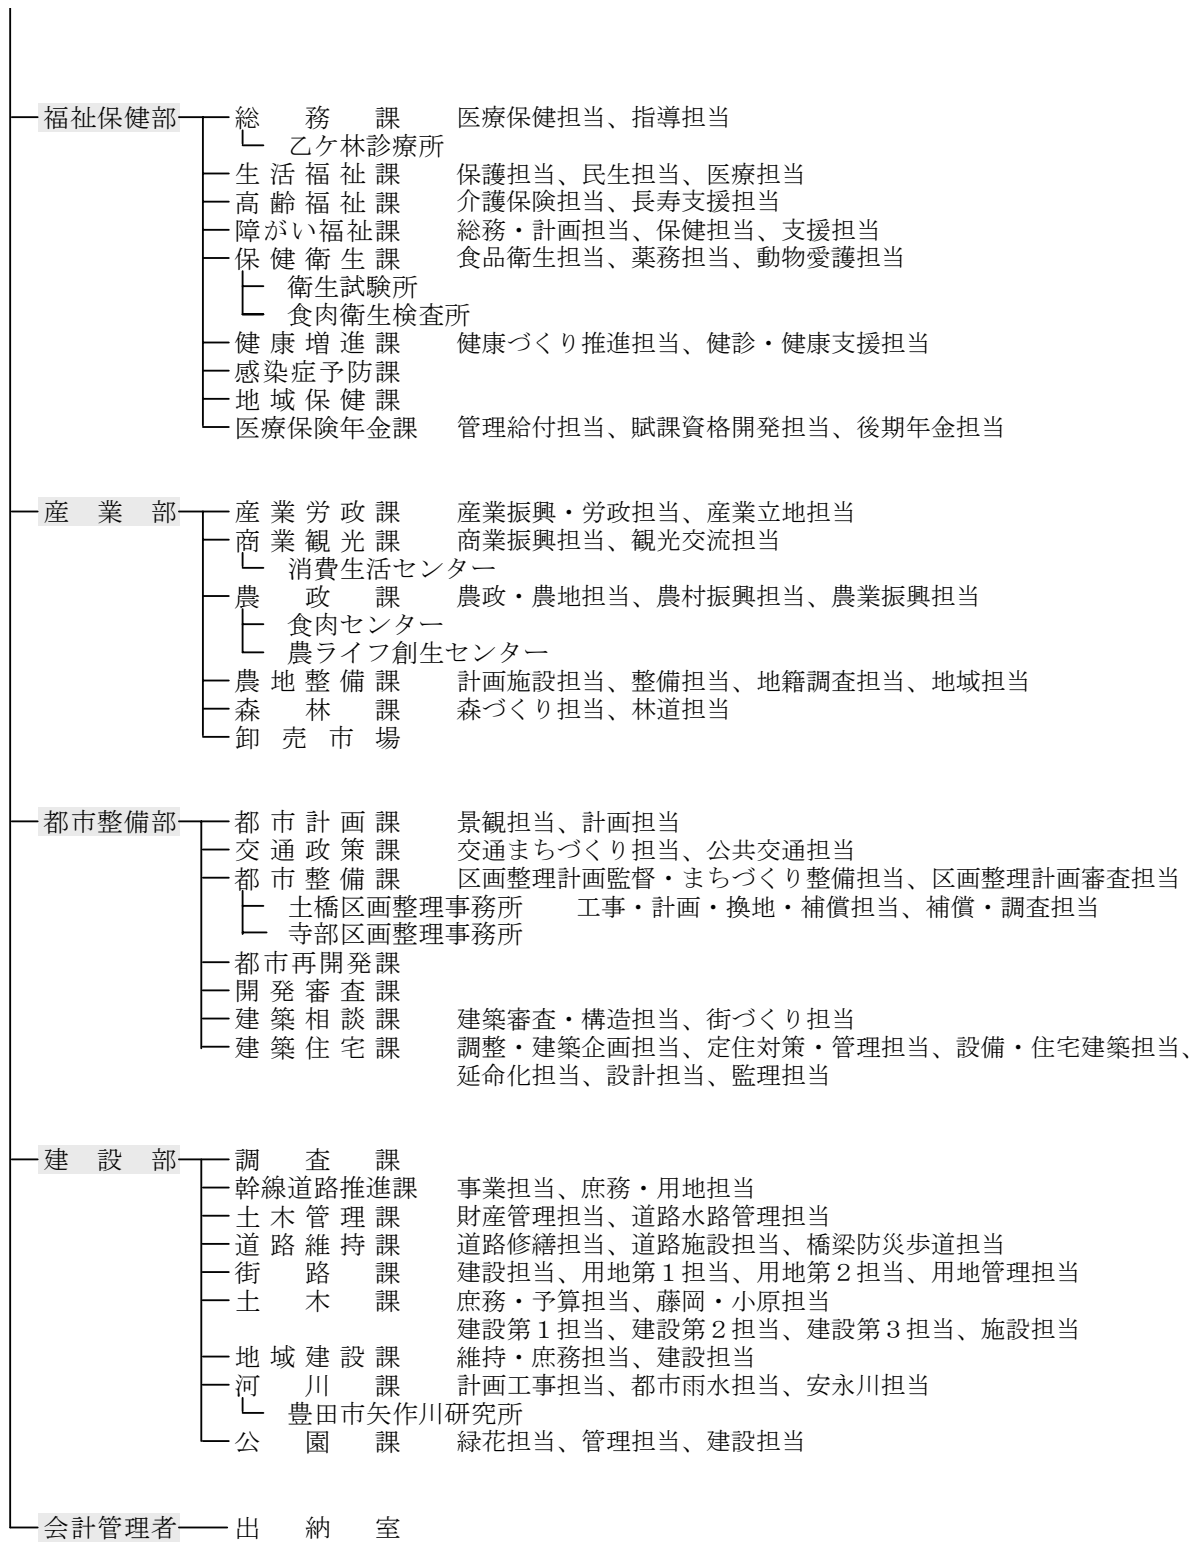 福祉保健部 総務課 医療保健担当、指導担当
乙ケ林診療所
生活福祉課 保護担当、民生担当、医療担当
高齢福祉課 介護保険担当、長寿支援担当
障がい福祉課 総務・計画担当、保健担当、支援担当
保健衛生課 食品衛生担当、薬務担当、動物愛護担当
衛生試験所
食肉衛生検査所
健康増進課 健康づくり推進担当、健診・健康支援担当
感染症予防課
地域保健課
医療保険年金課 管理給付担当、賦課資格開発担当、後期年金担当
産業部 産業労政課 産業振興・労政担当、産業立地担当
商業観光課 商業振興担当、観光交流担当
消費生活センター
農政課 農政・農地担当、農村振興担当、農業振興担当
食肉センター
農ライフ創生センター
農地整備課 計画施設担当、整備担当、地籍調査担当、地域担当
森林課 森づくり担当、林道担当
卸売市場
都市整備部 都市計画課 景観担当、計画担当
交通政策課 交通まちづくり担当、公共交通担当
都市整備課 区画整理計画監督・まちづくり整備担当、区画整理計画審査担当
土橋区画整理事務所 工事・計画・換地・補償担当、補償・調査担当
寺部区画整理事務所
都市再開発課
開発審査課
建築相談課 建築審査・構造担当、街づくり担当
建築住宅課 調整・建築企画担当、定住対策・管理担当、設備・住宅建築担当、
延命化担当、設計担当、監理担当
建設部 調査課
幹線道路推進課 事業担当、庶務・用地担当
土木管理課 財産管理担当、道路水路管理担当
道路維持課 道路修繕担当、道路施設担当、橋梁防災歩道担当
街路課 建設担当、用地第1担当、用地第2担当、用地管理担当
土木課 庶務・予算担当、藤岡・小原担当
建設第1担当、建設第2担当、建設第3担当、施設担当
地域建設課 維持・庶務担当、建設担当
河川課 計画工事担当、都市雨水担当、安永川担当
豊田市矢作川研究所
公園課 緑花担当、管理担当、建設担当
会計管理者 出納室